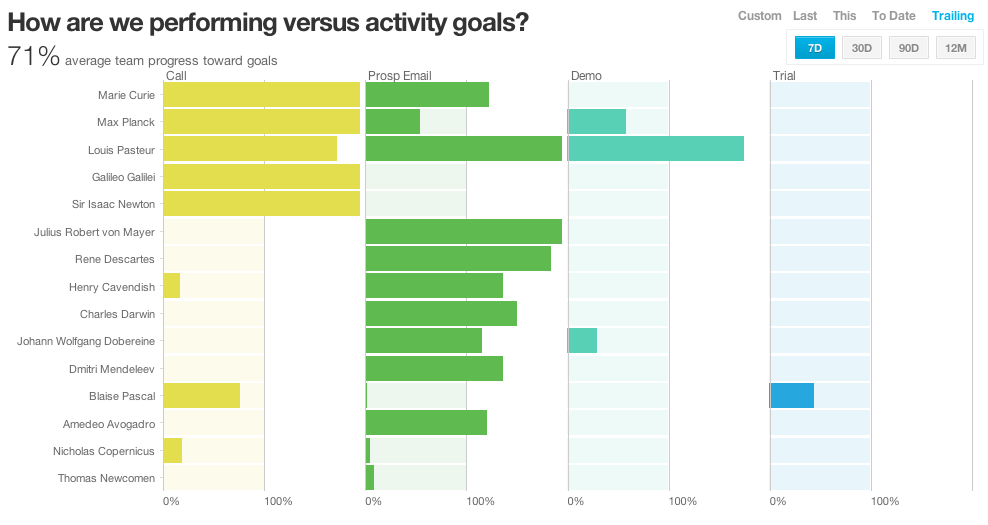 How are we performing versus activity goals?
Custom Last This To Date Trailing
71% average team progress toward goals
7D 30D 90D 12M
Call Prosp Email Demo Trial
Marie Curie
Max Planck
Louis Pasteur
Galileo Galilei
Sir Isaac Newton
Julius Robert von Mayer
Rene Descartes
Henry Cavendish
Charles Darwin
Johann Wolfgang Dobereine
Dmitri Mendeleev
Blaise Pascal
Amedeo Avogadro
Nicholas Copernicus
Thomas Newcomen
0% 100% 0% 100% 0% 100% 0% 100%